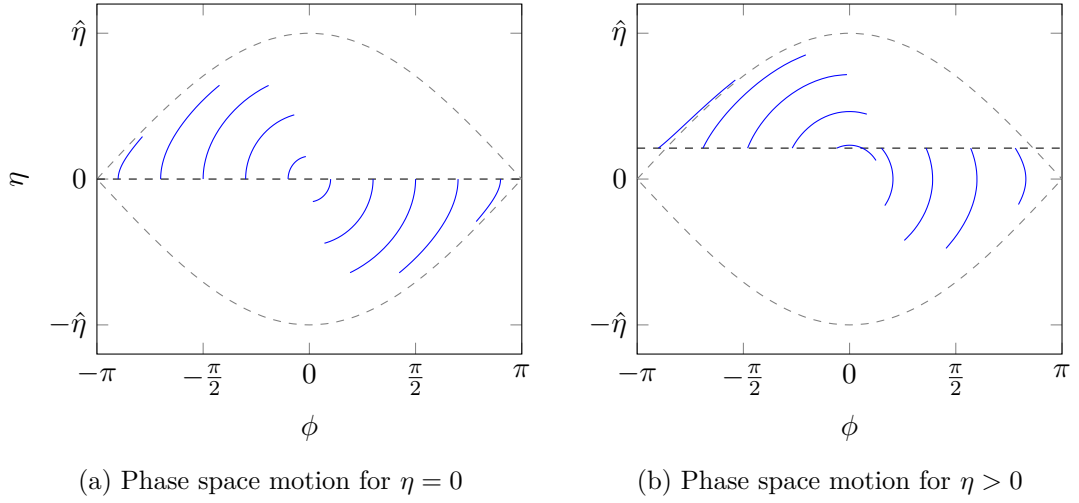 η̂
0
−η̂
η
−π
−π/2
0
π/2
π
ϕ
(a) Phase space motion for η = 0
η̂
0
−η̂
−π
−π/2
0
π/2
π
ϕ
(b) Phase space motion for η > 0